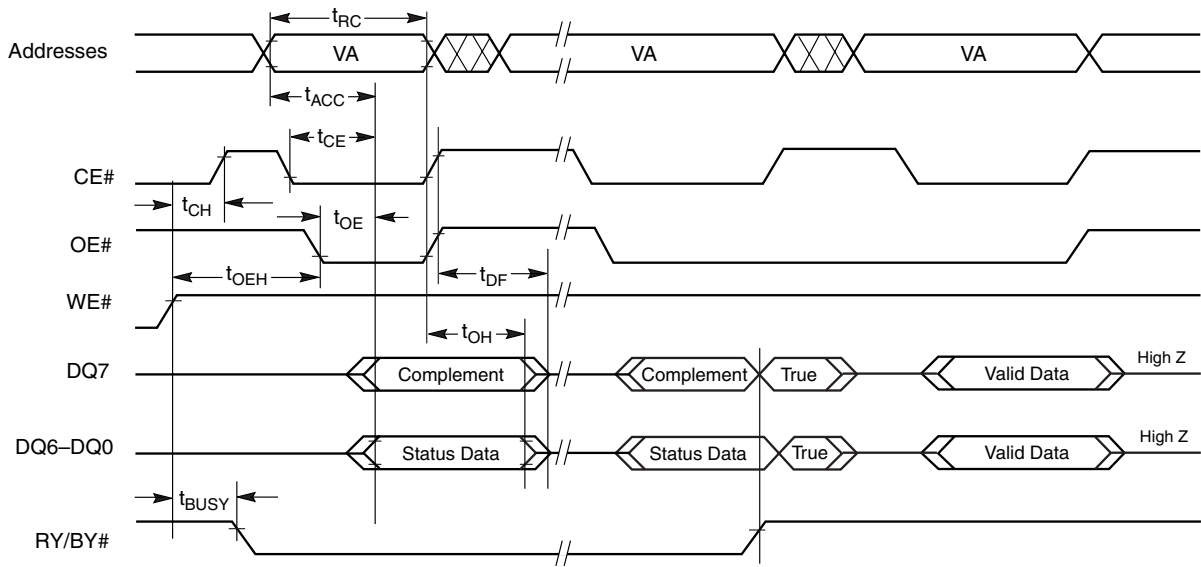 tRC
Addresses VA VA VA
tACC
tCE
CE#
tCH tOE
OE#
tOEH tDF
WE#
tOH
DQ7 Complement Complement True Valid Data High Z
DQ6–DQ0 Status Data Status Data True Valid Data High Z
tBUSY
RY/BY#